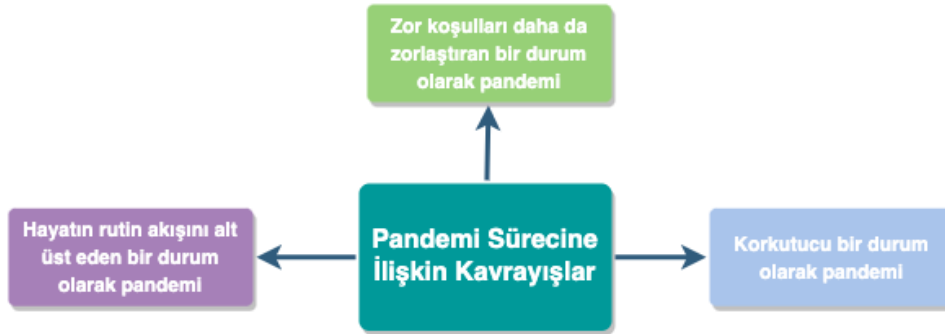 Zor koşulları daha da
zorlaştıran bir durum
olarak pandemi
Hayatın rutin akışını alt
üst eden bir durum
olarak pandemi
Pandemi Sürecine
İlişkin Kavrayışlar
Korkutucu bir durum
olarak pandemi